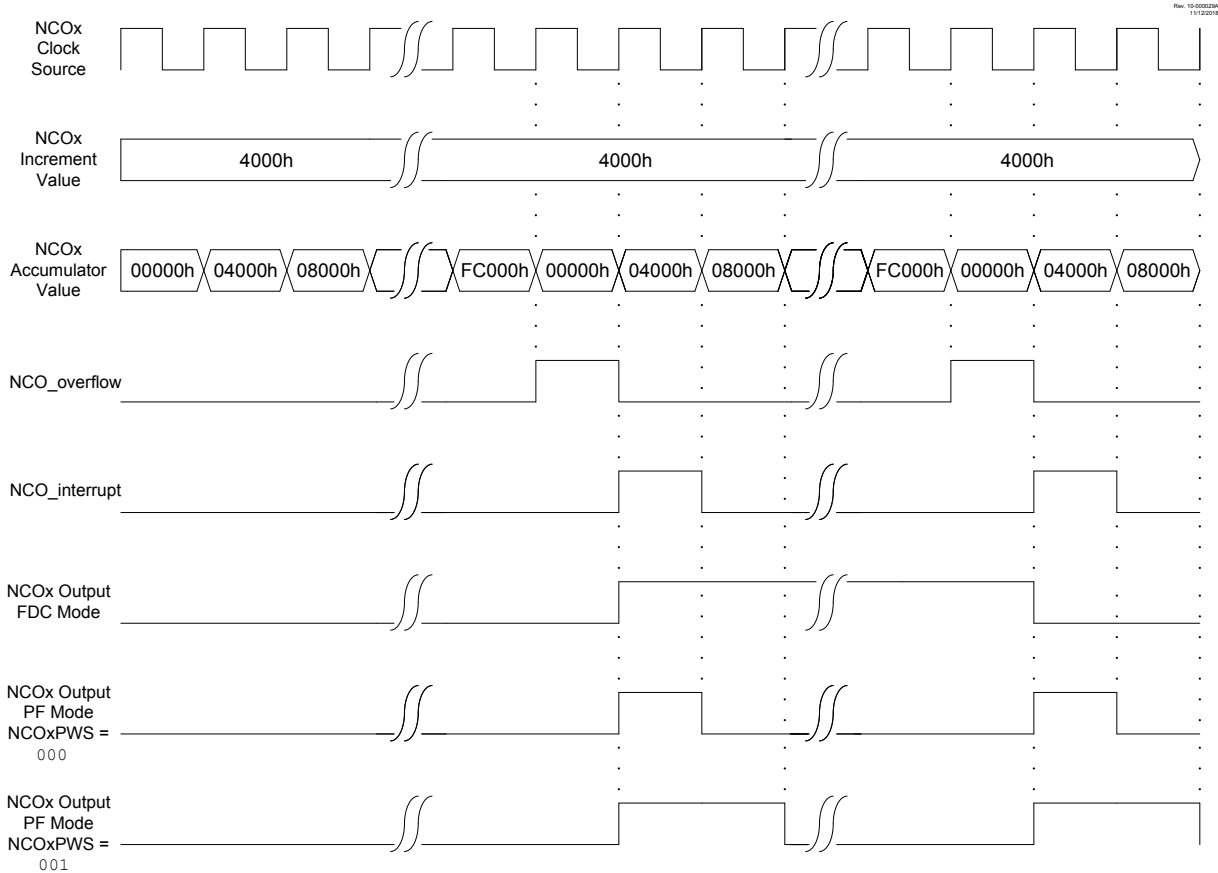 Rev. 10-000029A
11/12/2018
NCOx
Clock
Source
NCOx
Increment
Value
4000h
4000h
4000h
NCOx
Accumulator
Value
00000h 04000h 08000h FC000h 00000h 04000h 08000h FC000h 00000h 04000h 08000h
NCO_overflow
NCO_interrupt
NCOx Output
FDC Mode
NCOx Output
PF Mode
NCOxPWS =
000
NCOx Output
PF Mode
NCOxPWS =
001